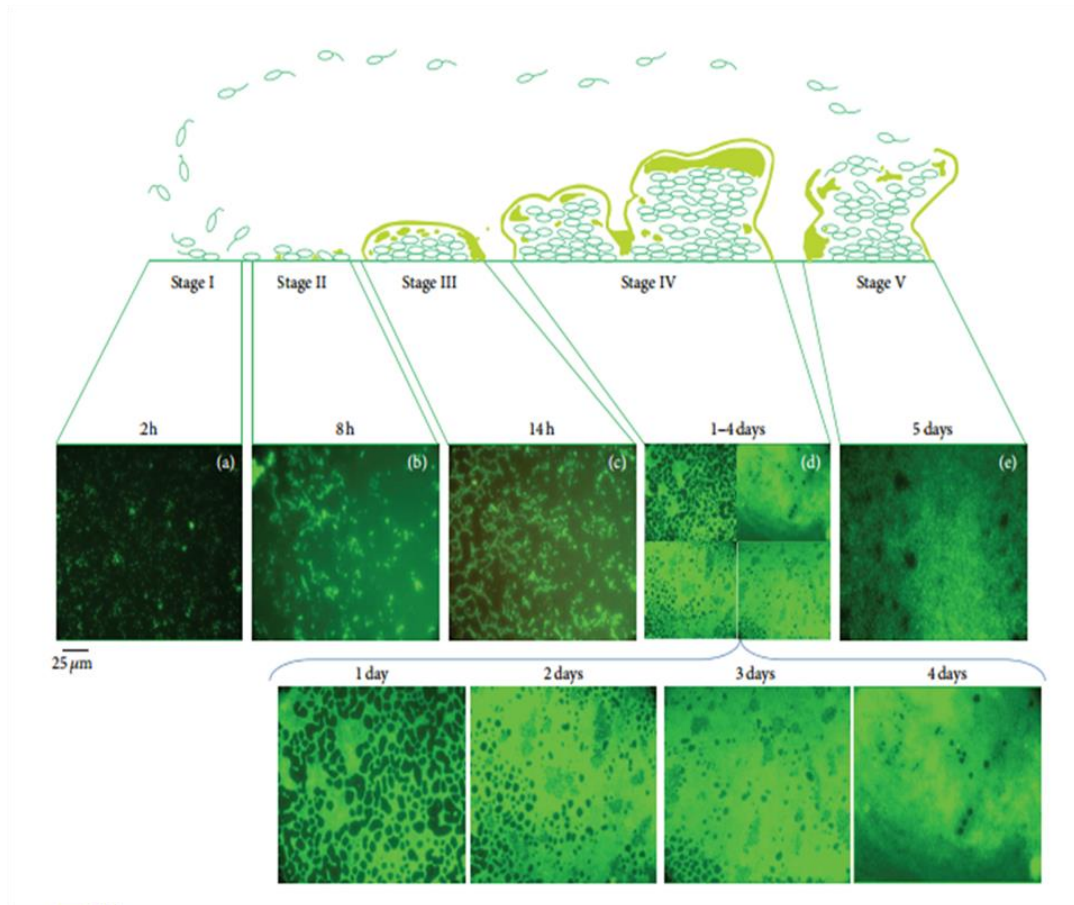 Stage I
Stage II
Stage III
Stage IV
Stage V
2 h
8 h
14 h
1–4 days
5 days
(a)
(b)
(c)
(d)
(e)
25 μm
1 day
2 days
3 days
4 days